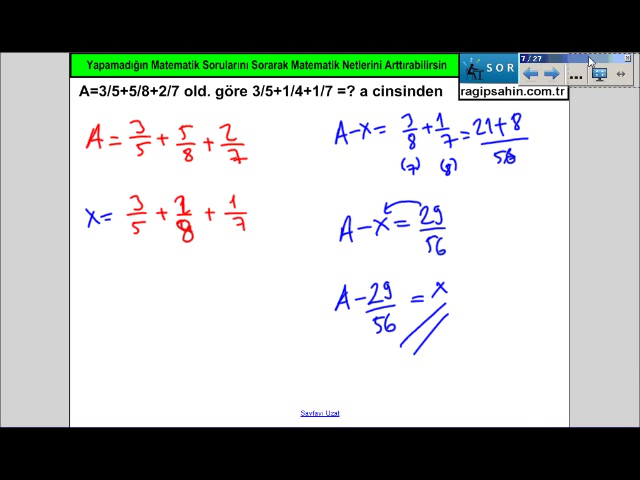 Yapamadığın Matematik Sorularını Sorarak Matematik Netlerini Arttırabilirsin
SOR
7 / 27
ragipsahin.com.tr
A=3/5+5/8+2/7 old. göre 3/5+1/4+1/7 =? a cinsinden
A = 3/5 + 5/8 + 2/7
x = 3/5 + 2/8 + 1/7
A - x = 3/8 + 1/7 = 21+8/56
(7) (8)
A - x = 29/56
A - 29/56 = x
Sayfayı Uzat